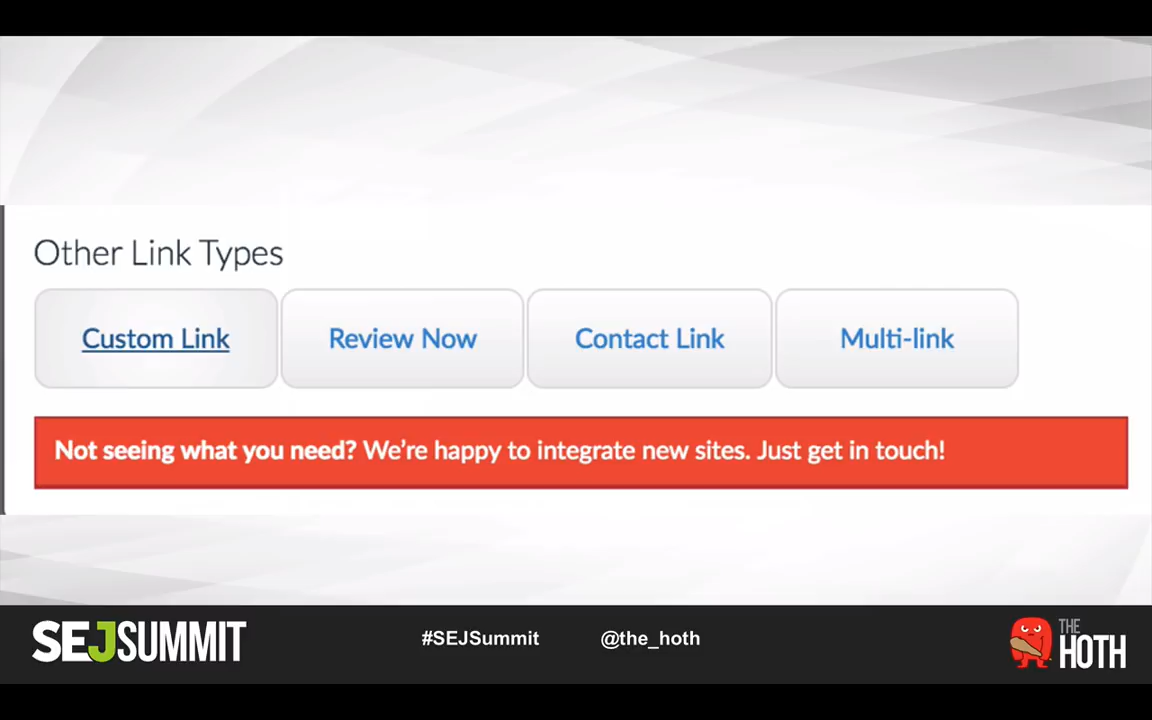 Other Link Types
Custom Link
Review Now
Contact Link
Multi-link
Not seeing what you need? We're happy to integrate new sites. Just get in touch!
SEJSUMMIT
#SEJSummit
@the_hoth
THE
HOTH